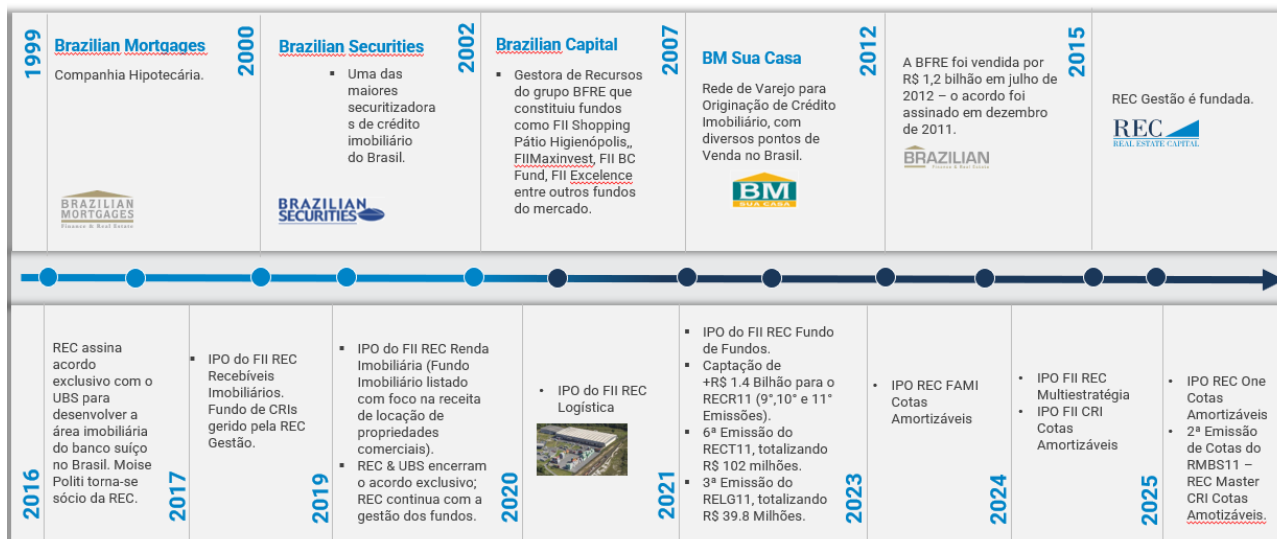 1999
Brazilian Mortgages
Companhia Hipotecária.
BRAZILIAN
MORTGAGES
Finance & Real Estate
2000
Brazilian Securities
▪ Uma das
maiores
securitizadora
s de crédito
imobiliário
do Brasil.
BRAZILIAN
SECURITIES
2002
Brazilian Capital
▪ Gestora de Recursos
do grupo BFRE que
constituiu fundos
como FII Shopping
Pátio Higienópolis,,
FIIMaxinvest, FII BC
Fund, FII Excelence
entre outros fundos
do mercado.
2007
BM Sua Casa
Rede de Varejo para
Originação de Crédito
Imobiliário, com
diversos pontos de
Venda no Brasil.
BM
SUA CASA
2012
A BFRE foi vendida por
R$ 1,2 bilhão em julho de
2012 – o acordo foi
assinado em dezembro
de 2011.
BRAZILIAN
Finance & Real Estate
2015
REC Gestão é fundada.
REC
REAL ESTATE CAPITAL
2016
REC assina
acordo
exclusivo com o
UBS para
desenvolver a
área imobiliária
do banco suíço
no Brasil. Moise
Politi torna-se
sócio da REC.
2017
▪ IPO do FII REC
Recebíveis
Imobiliários.
Fundo de CRIs
gerido pela REC
Gestão.
2019
▪ IPO do FII REC Renda
Imobiliária (Fundo
Imobiliário listado
com foco na receita
de locação de
propriedades
comerciais).
▪ REC & UBS encerram
o acordo exclusivo;
REC continua com a
gestão dos fundos.
2020
• IPO do FII REC
Logística
2021
▪ IPO do FII REC Fundo
de Fundos.
▪ Captação de
+R$ 1.4 Bilhão para o
RECR11 (9°,10° e 11°
Emissões).
▪ 6ª Emissão do
RECT11, totalizando
R$ 102 milhões.
▪ 3ª Emissão do
RELG11, totalizando
R$ 39.8 Milhões.
2023
• IPO REC FAMI
Cotas
Amortizáveis
2024
• IPO FII REC
Multiestratégia
• IPO FII CRI
Cotas
Amortizáveis
2025
• IPO REC One
Cotas
Amortizáveis
• 2ª Emissão
de Cotas do
RMBS11 –
REC Master
CRI Cotas
Amotizáveis.